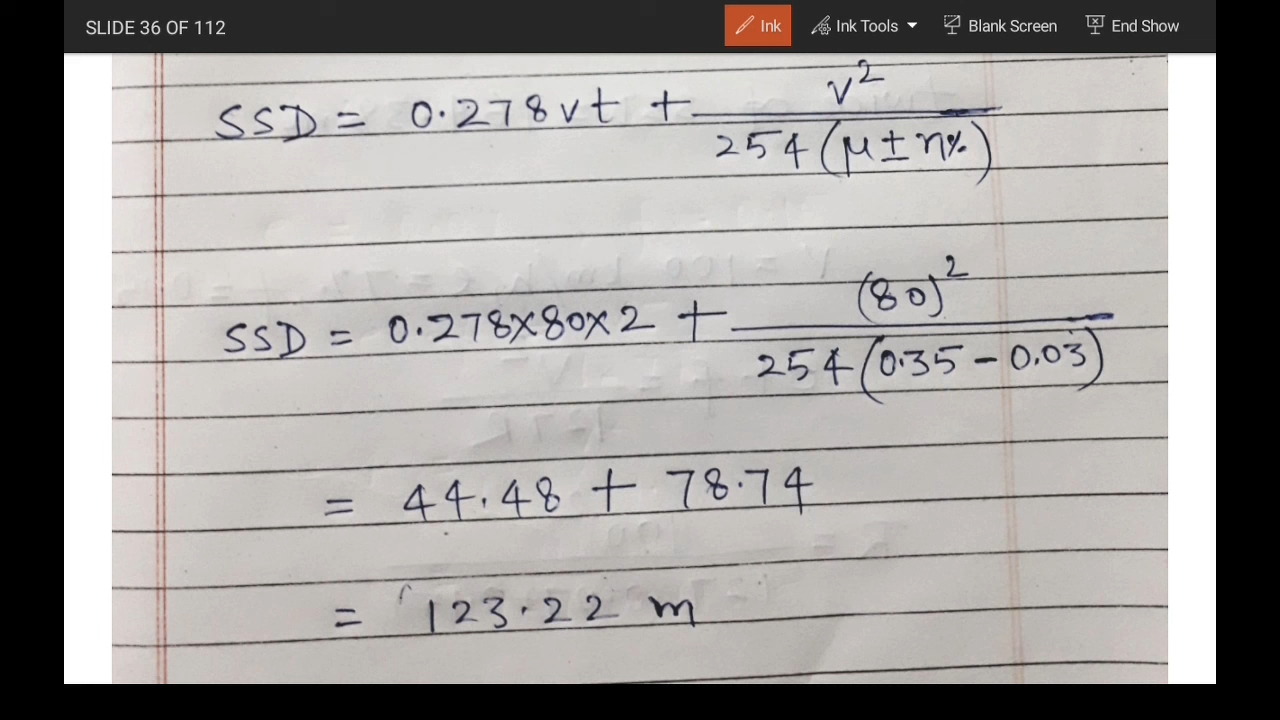 SLIDE 36 OF 112 Ink Ink Tools Blank Screen End Show
SSD = 0.278vt + v² / 254(μ ± n%)
SSD = 0.278×80×2 + (80)² / 254(0.35 - 0.03)
= 44.48 + 78.74
= 123.22 m